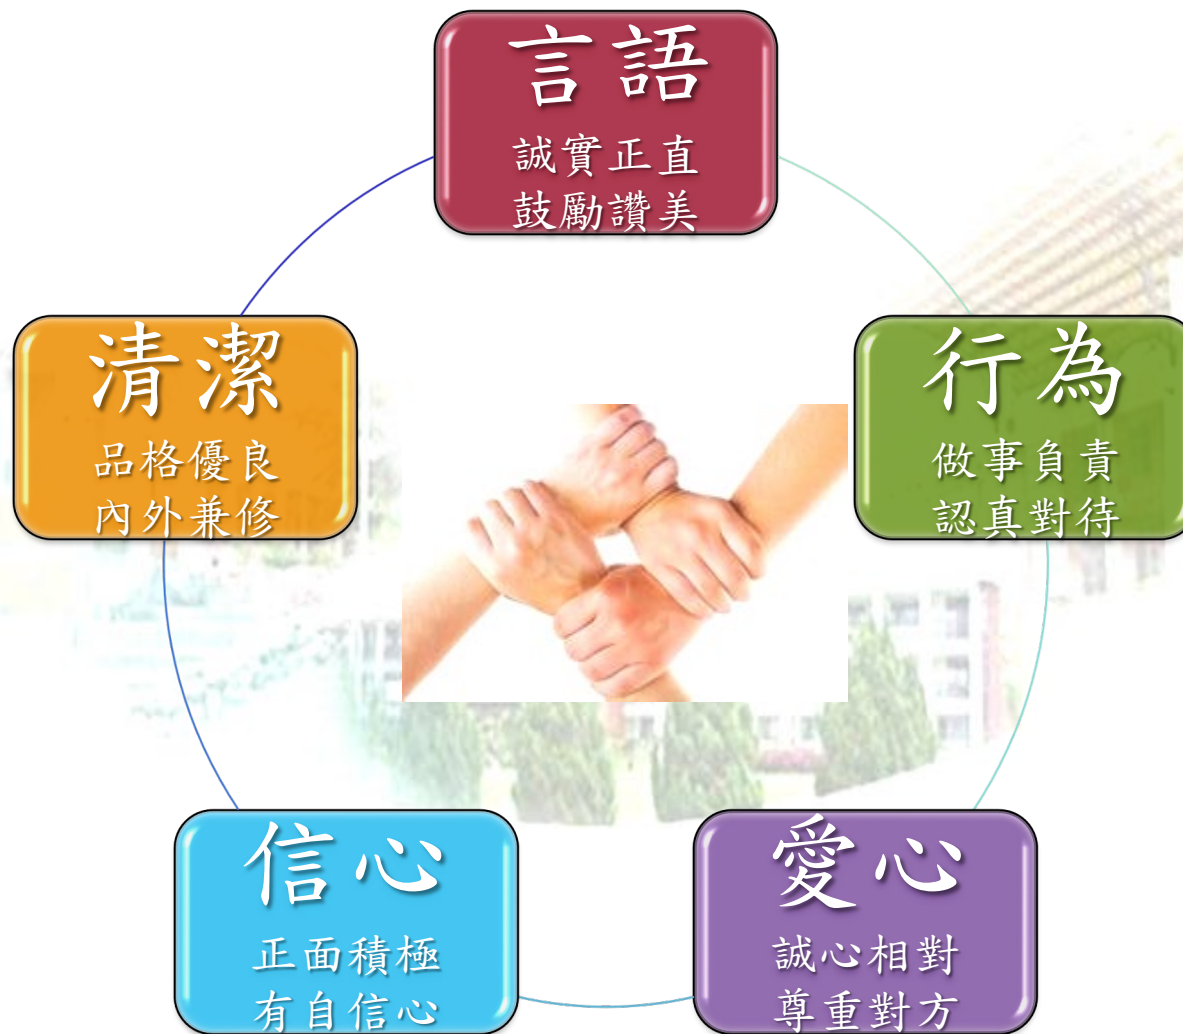 言語
誠實正直
鼓勵讚美
行為
做事負責
認真對待
愛心
誠心相對
尊重對方
信心
正面積極
有自信心
清潔
品格優良
內外兼修